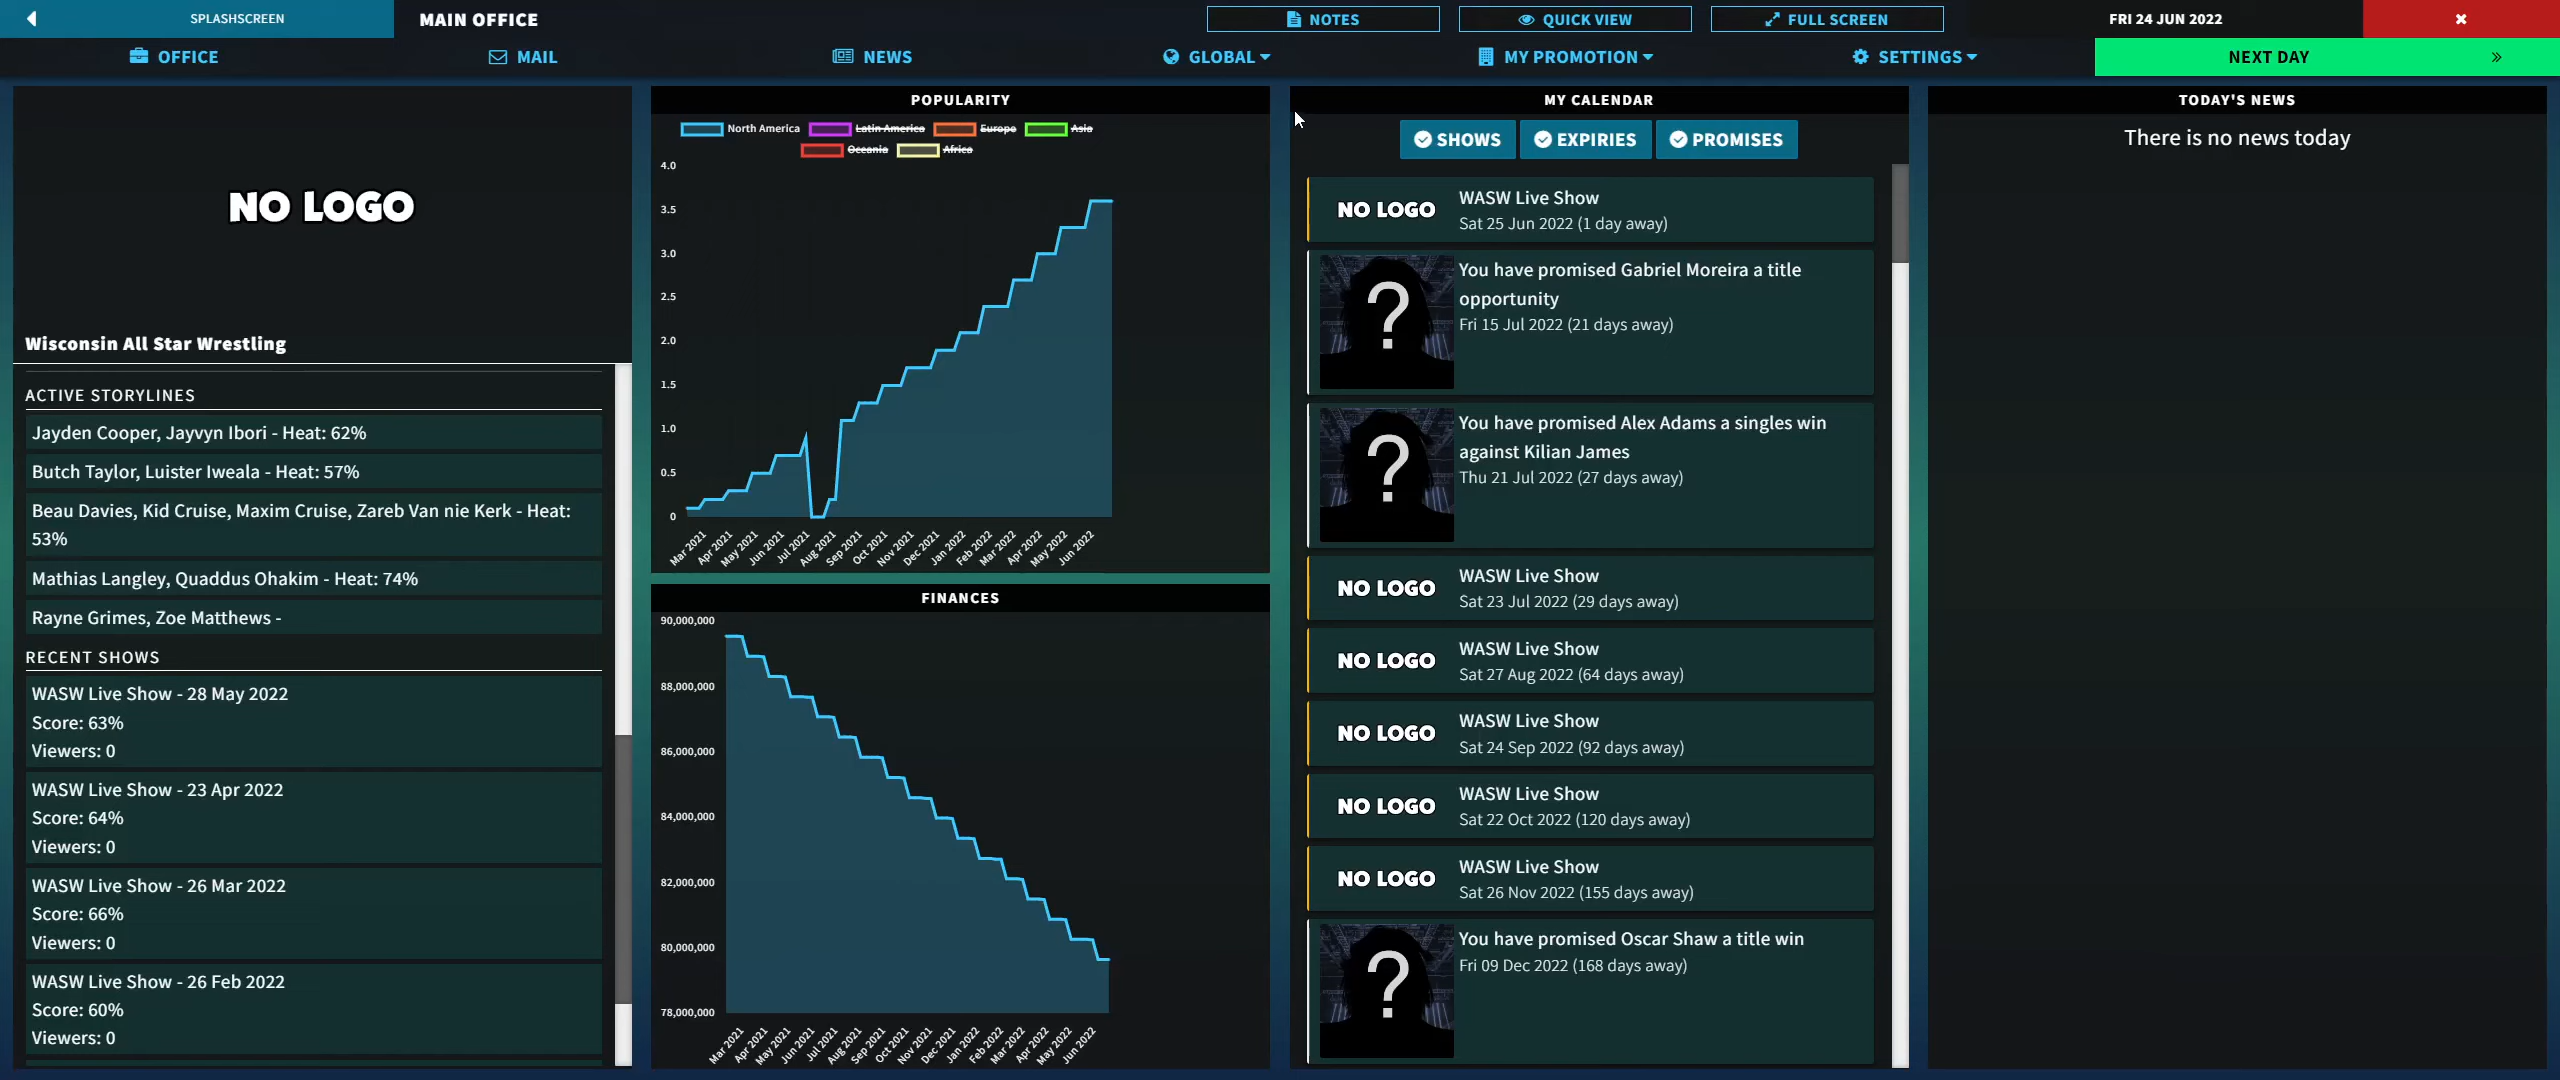 SPLASHSCREEN
MAIN OFFICE
NOTES
QUICK VIEW
FULL SCREEN
FRI 24 JUN 2022
OFFICE
MAIL
NEWS
GLOBAL
MY PROMOTION
SETTINGS
NEXT DAY
NO LOGO
Wisconsin All Star Wrestling
ACTIVE STORYLINES
Jayden Cooper, Jayvyn Ibori - Heat: 62%
Butch Taylor, Luister Iweala - Heat: 57%
Beau Davies, Kid Cruise, Maxim Cruise, Zareb Van nie Kerk - Heat:
53%
Mathias Langley, Quaddus Ohakim - Heat: 74%
Rayne Grimes, Zoe Matthews -
RECENT SHOWS
WASW Live Show - 28 May 2022
Score: 63%
Viewers: 0
WASW Live Show - 23 Apr 2022
Score: 64%
Viewers: 0
WASW Live Show - 26 Mar 2022
Score: 66%
Viewers: 0
WASW Live Show - 26 Feb 2022
Score: 60%
Viewers: 0
POPULARITY
North America Latin America Europe Asia
Oceania Africa
4.0
3.5
3.0
2.5
2.0
1.5
1.0
0.5
0
Mar 2021 Apr 2021 May 2021 Jun 2021 Jul 2021 Aug 2021 Sep 2021 Oct 2021 Nov 2021 Dec 2021 Jan 2022 Feb 2022 Mar 2022 Apr 2022 May 2022 Jun 2022
FINANCES
90,000,000
88,000,000
86,000,000
84,000,000
82,000,000
80,000,000
78,000,000
Mar 2021 Apr 2021 May 2021 Jun 2021 Jul 2021 Aug 2021 Sep 2021 Oct 2021 Nov 2021 Dec 2021 Jan 2022 Feb 2022 Mar 2022 Apr 2022 May 2022 Jun 2022
MY CALENDAR
SHOWS
EXPIRIES
PROMISES
NO LOGO
WASW Live Show
Sat 25 Jun 2022 (1 day away)
?
You have promised Gabriel Moreira a title
opportunity
Fri 15 Jul 2022 (21 days away)
?
You have promised Alex Adams a singles win
against Kilian James
Thu 21 Jul 2022 (27 days away)
NO LOGO
WASW Live Show
Sat 23 Jul 2022 (29 days away)
NO LOGO
WASW Live Show
Sat 27 Aug 2022 (64 days away)
NO LOGO
WASW Live Show
Sat 24 Sep 2022 (92 days away)
NO LOGO
WASW Live Show
Sat 22 Oct 2022 (120 days away)
NO LOGO
WASW Live Show
Sat 26 Nov 2022 (155 days away)
?
You have promised Oscar Shaw a title win
Fri 09 Dec 2022 (168 days away)
TODAY'S NEWS
There is no news today